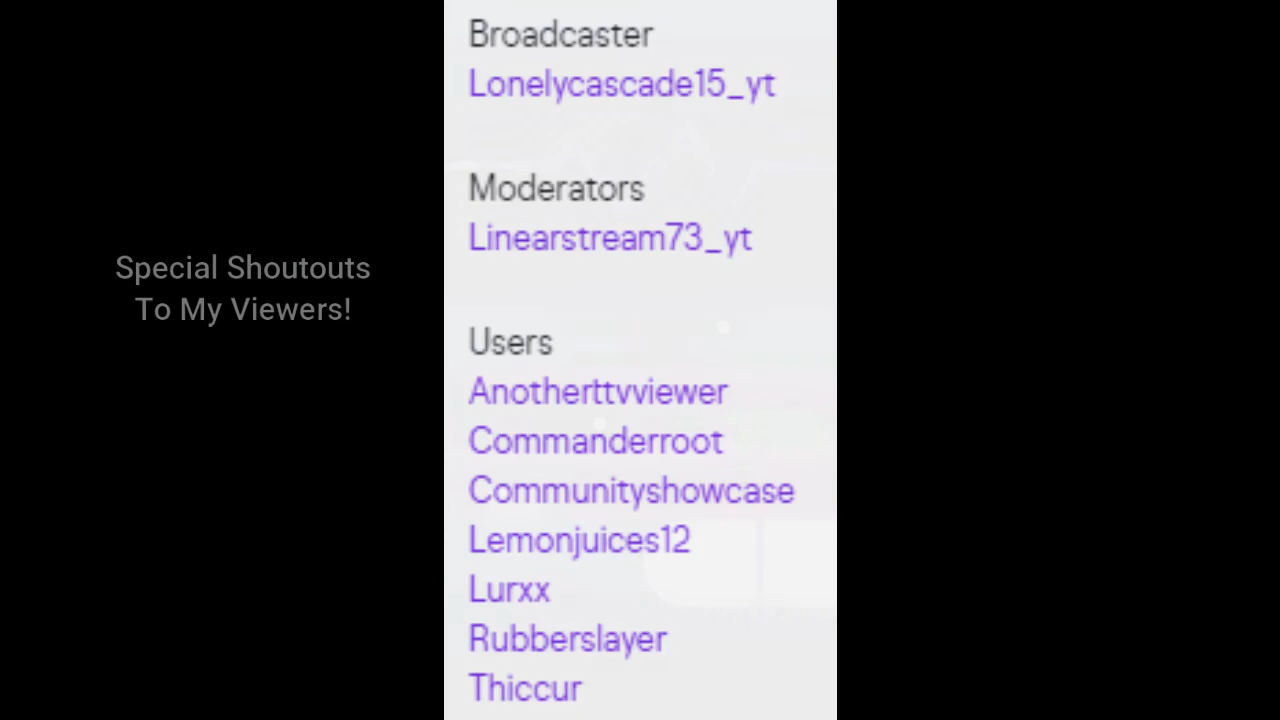 Special Shoutouts
To My Viewers!
Broadcaster
Lonelycascade15_yt
Moderators
Linearstream73_yt
Users
Anotherttvviewer
Commanderroot
Communityshowcase
Lemonjuices12
Lurxx
Rubberslayer
Thiccur